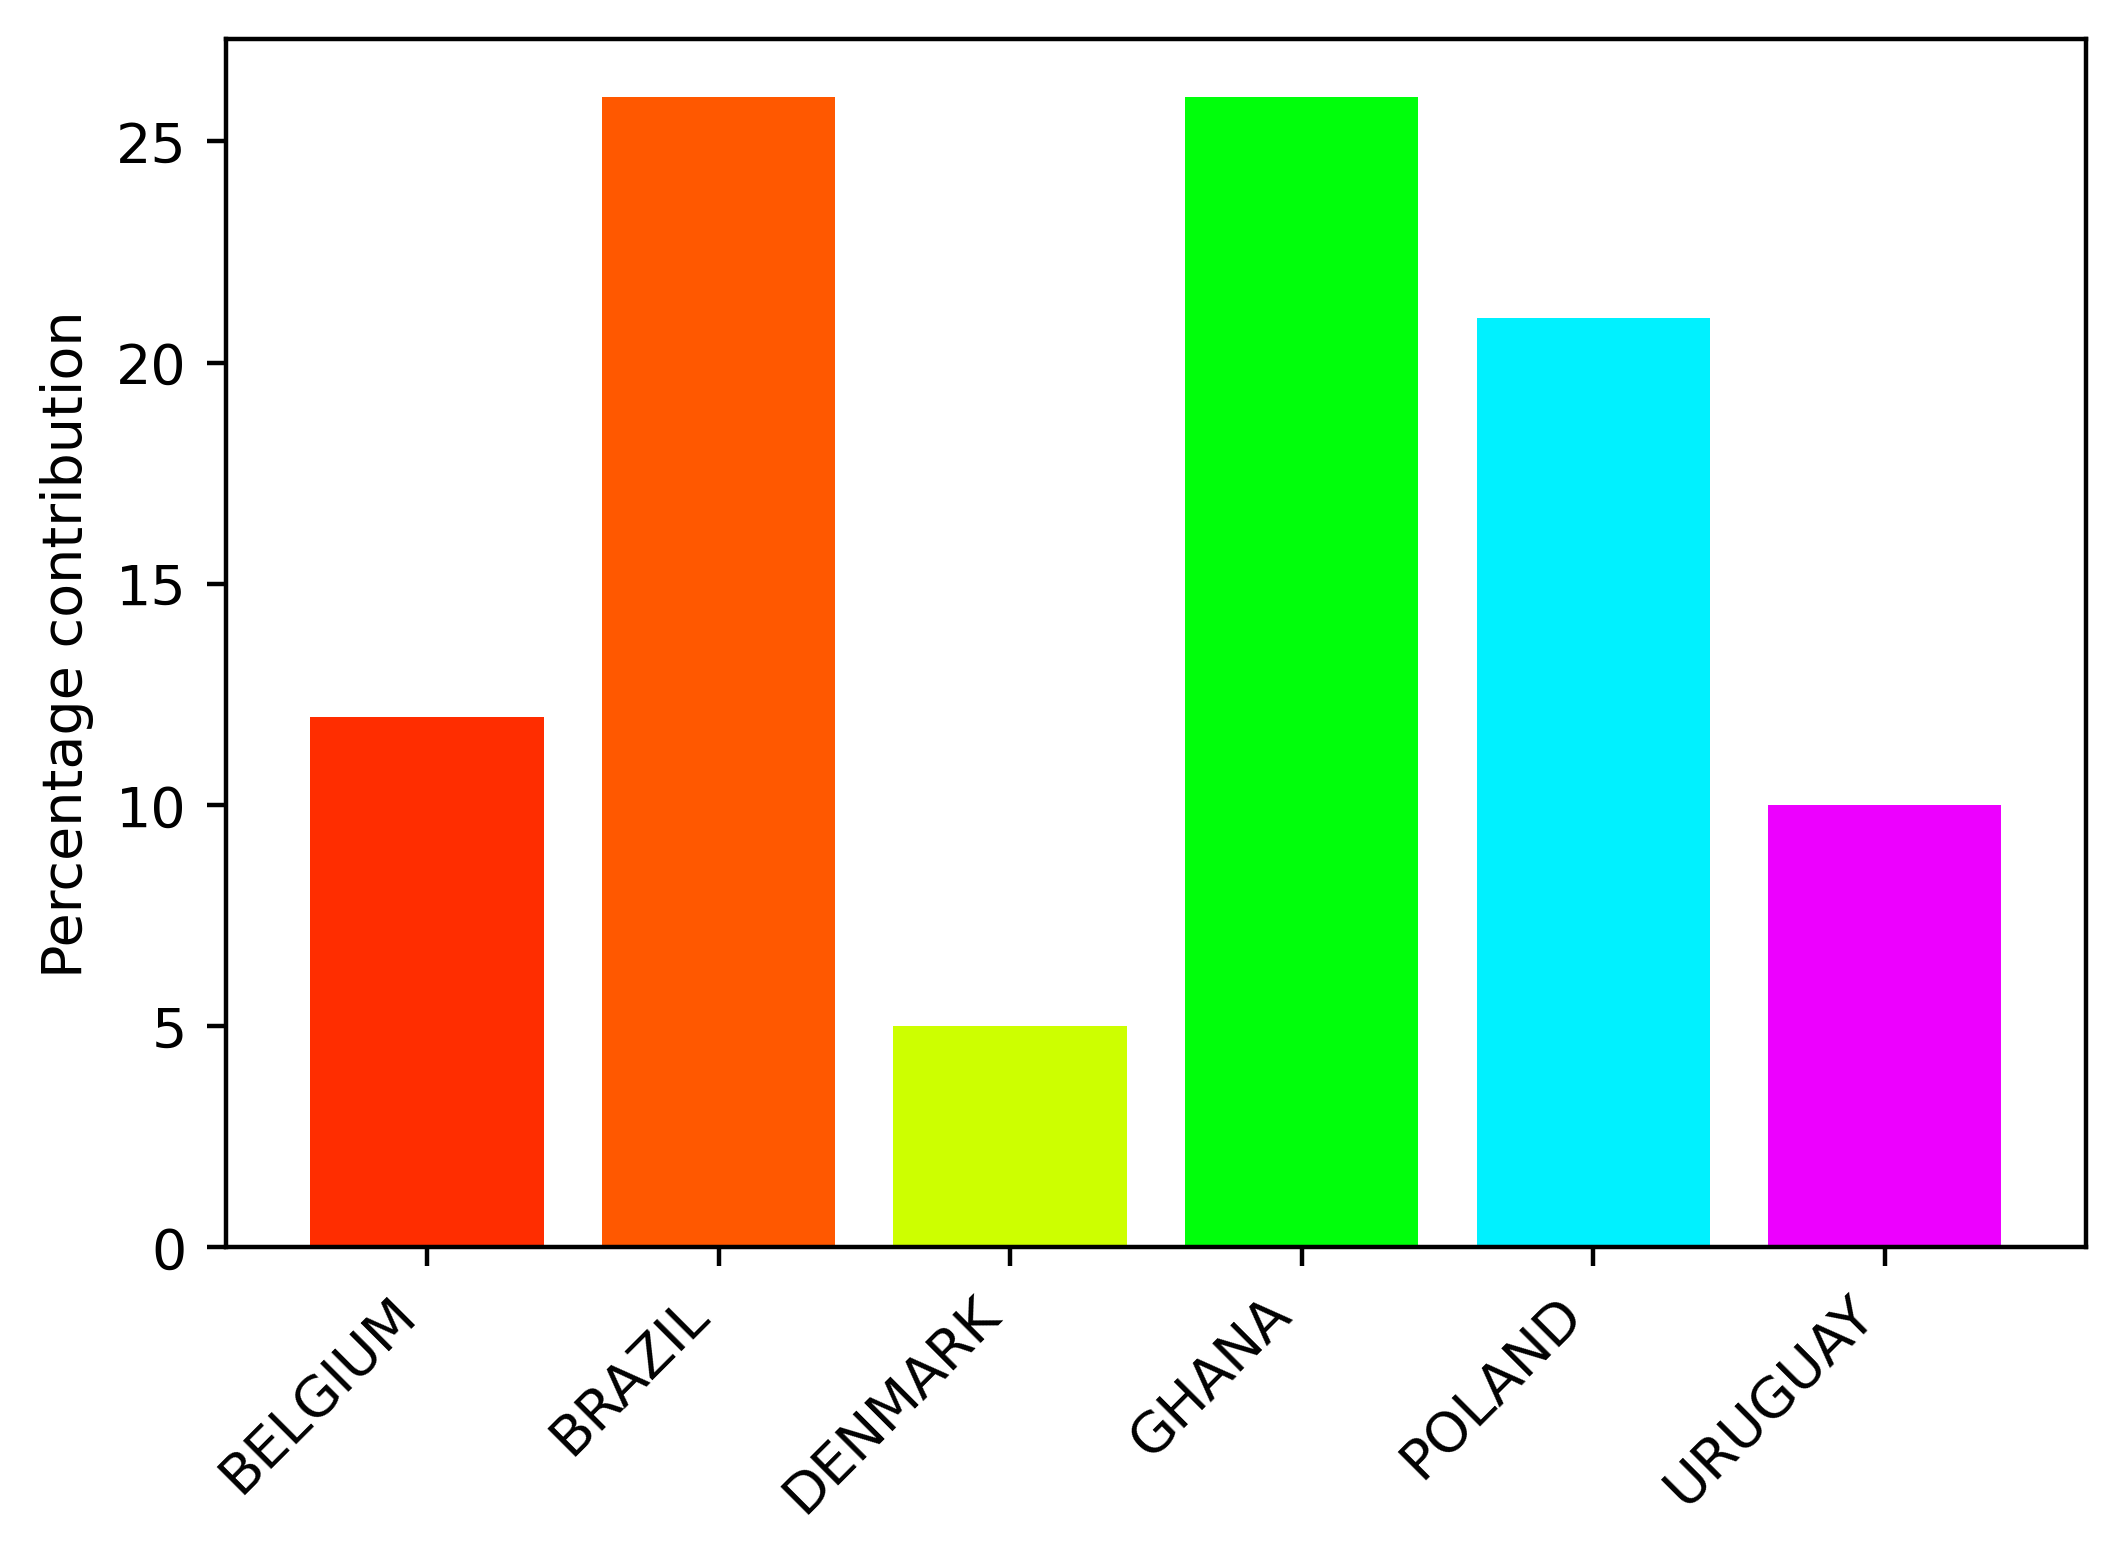 Percentage contribution
25
20
15
10
5
0
BELGIUM
BRAZIL
DENMARK
GHANA
POLAND
URUGUAY